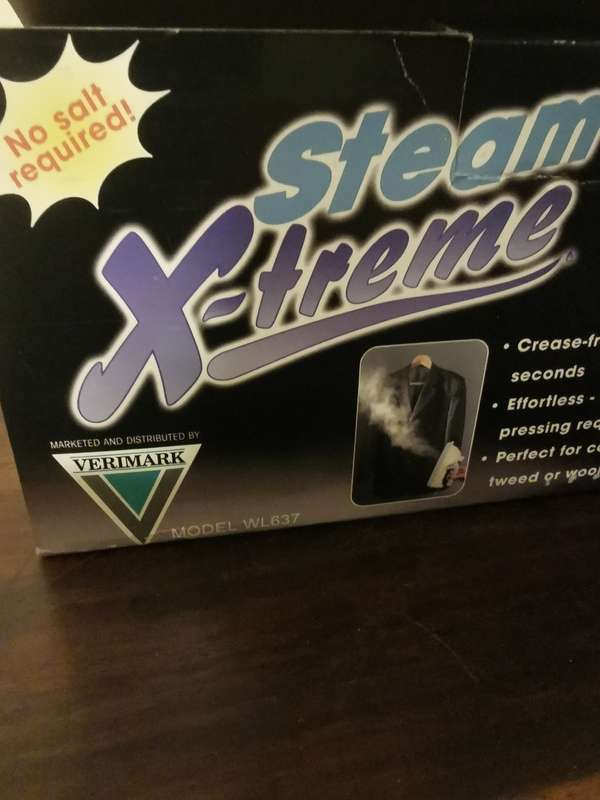 No salt
required!
Steam
X-treme
• Crease-fr
seconds
• Effortless -
pressing req
• Perfect for co
tweed or wool
MARKETED AND DISTRIBUTED BY
VERIMARK
MODEL WL637